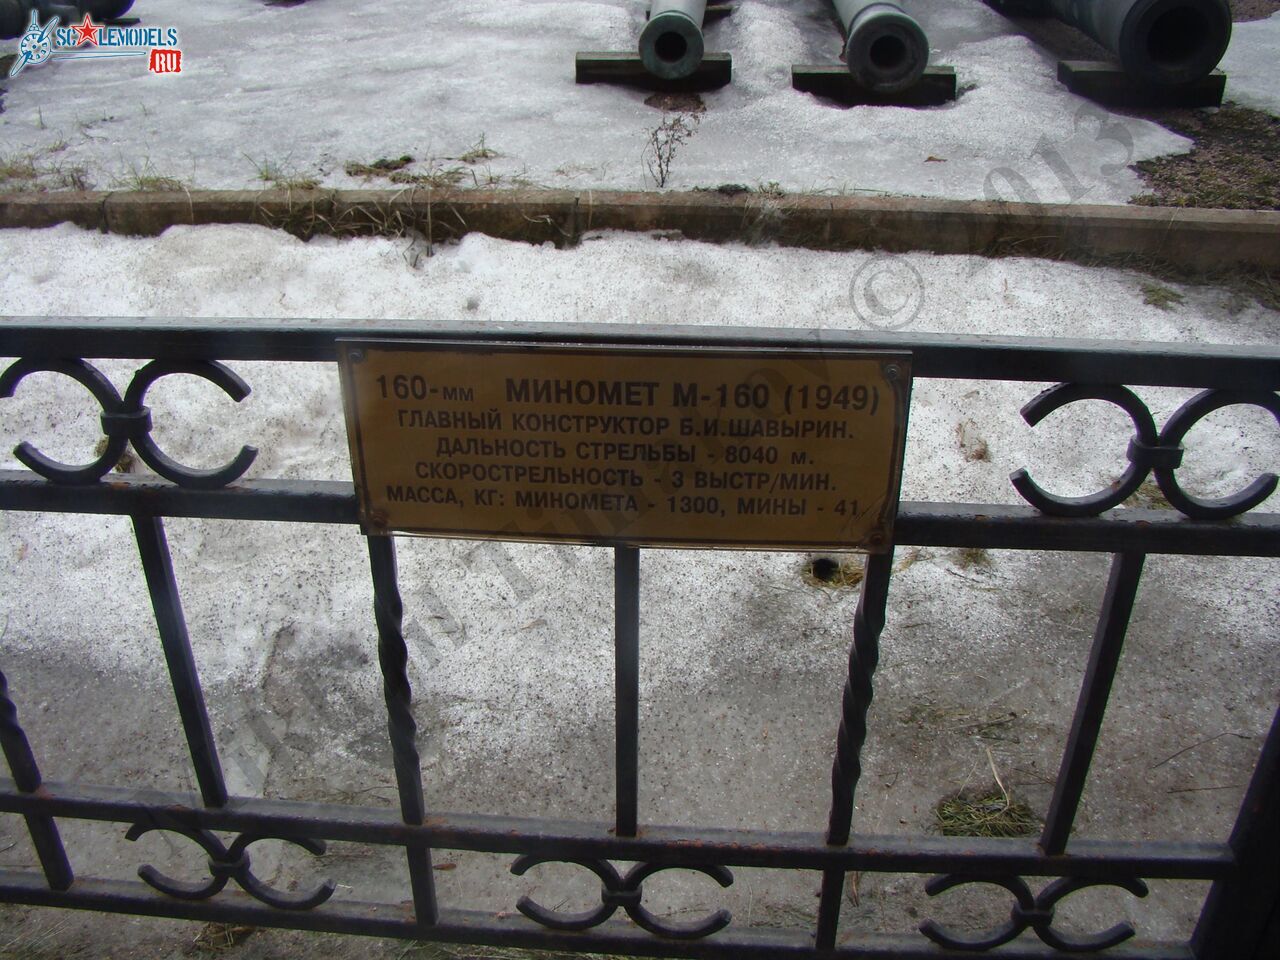 SCALEMODELS
RU
160-мм МИНОМЕТ М-160 (1949)
ГЛАВНЫЙ КОНСТРУКТОР Б.И.ШАВЫРИН.
ДАЛЬНОСТЬ СТРЕЛЬБЫ - 8040 м.
СКОРОСТРЕЛЬНОСТЬ - 3 ВЫСТР/МИН.
МАССА, КГ: МИНОМЕТА - 1300, МИНЫ - 41.
© 2013